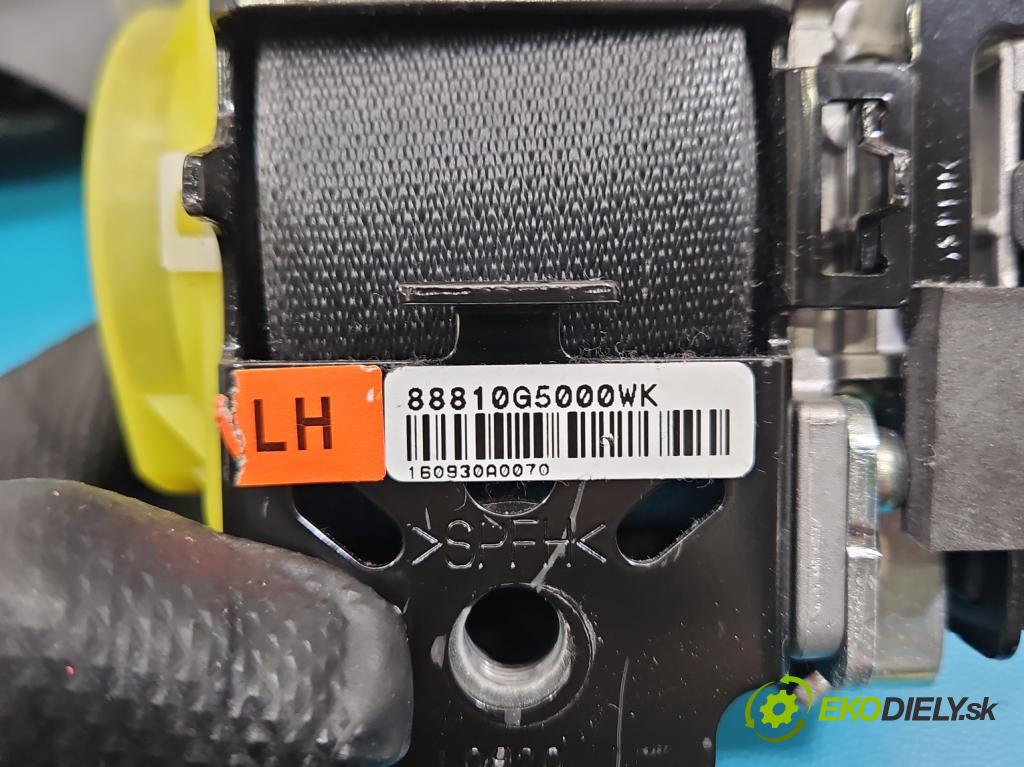 88810G5000WK
LH
160930A0070
>SPFH<
EKODIELY.sk